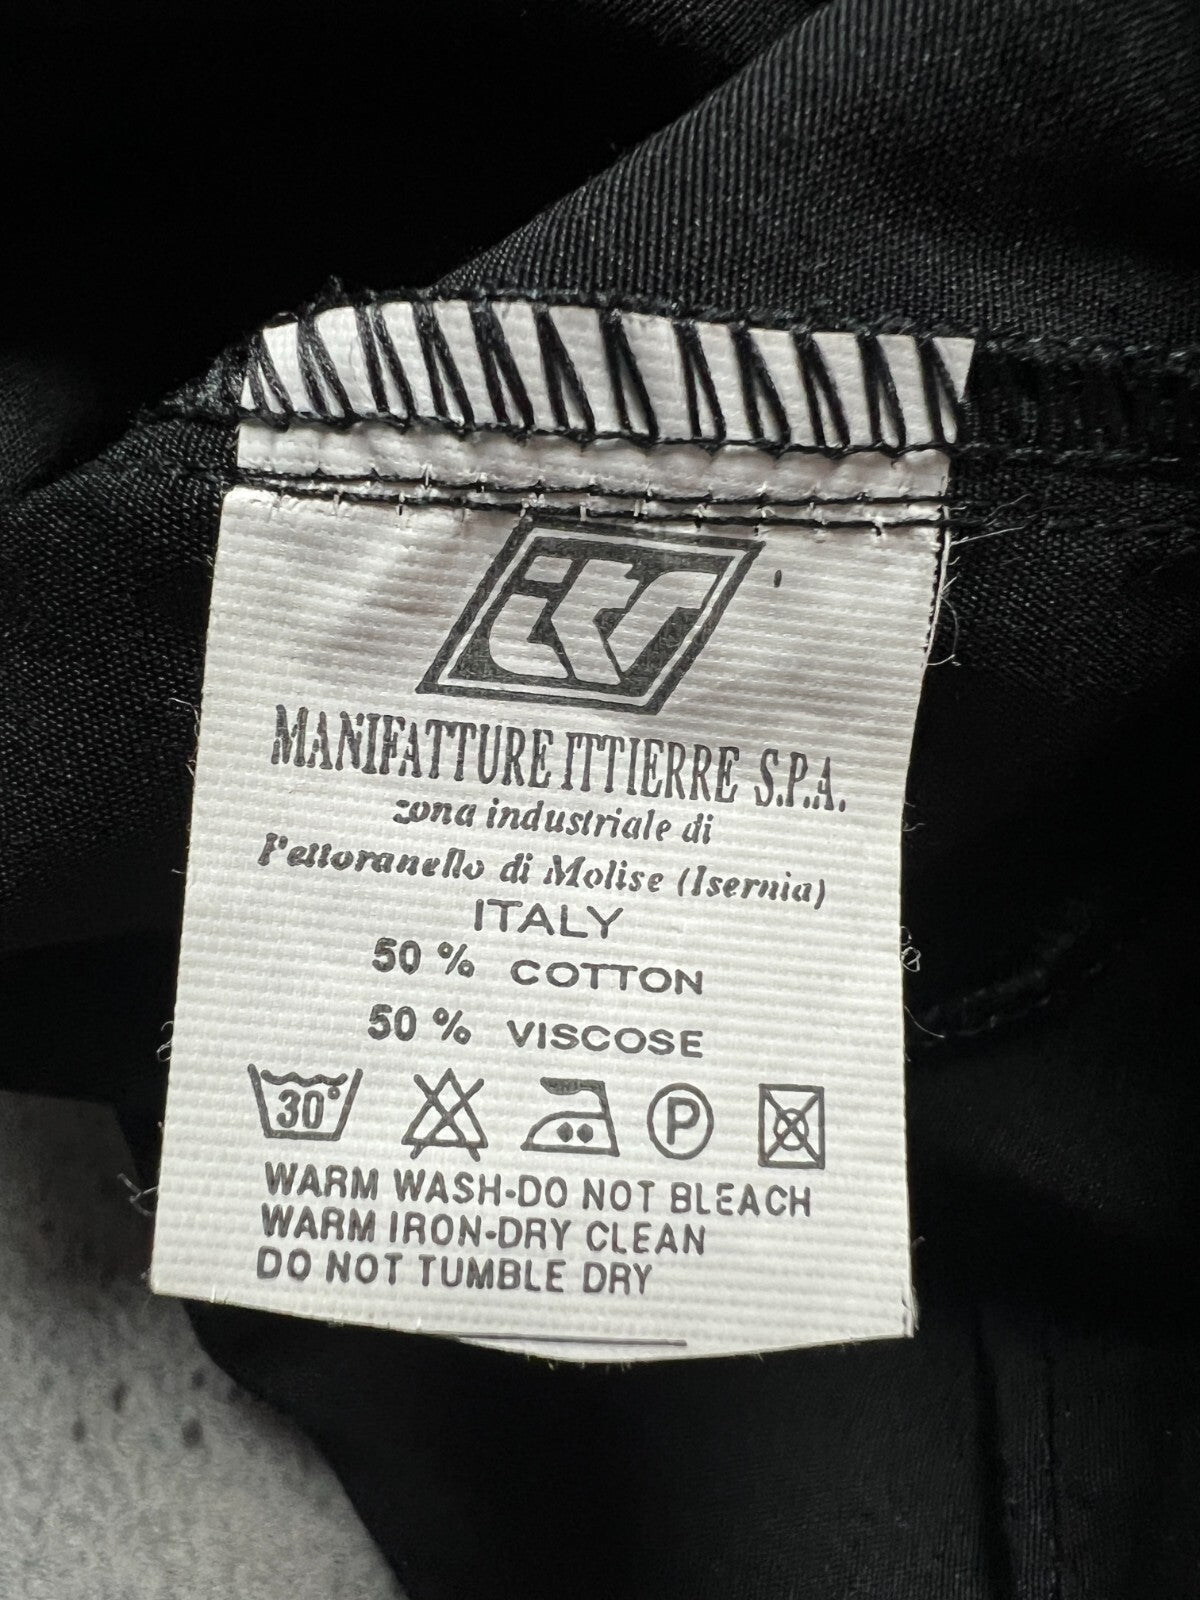 itr
MANIFATTURE ITTIERRE S.P.A.
zona industriale di
Pettoranello di Molise (Isernia)
ITALY
50 % COTTON
50 % VISCOSE
30° P
WARM WASH-DO NOT BLEACH
WARM IRON-DRY CLEAN
DO NOT TUMBLE DRY